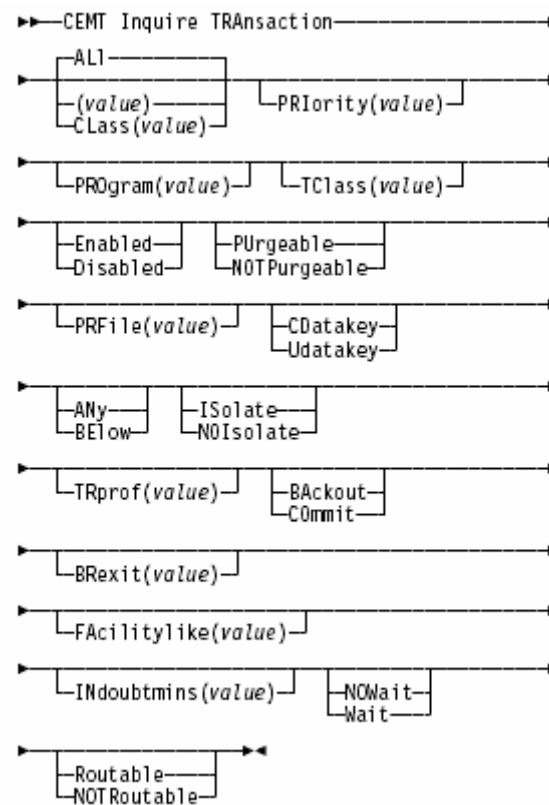 CEMT Inquire TRAnsaction
ALl
(value)
CLass(value)
PRIority(value)
PROgram(value)
TClass(value)
Enabled
Disabled
PUrgeable
NOTPurgeable
PRFile(value)
CDatakey
Udatakey
ANy
BElow
ISolate
NOIsolate
TRprof(value)
BAckout
COmmit
BRexit(value)
FAcilitylike(value)
INdoubtmins(value)
NOWait
Wait
Routable
NOTRoutable